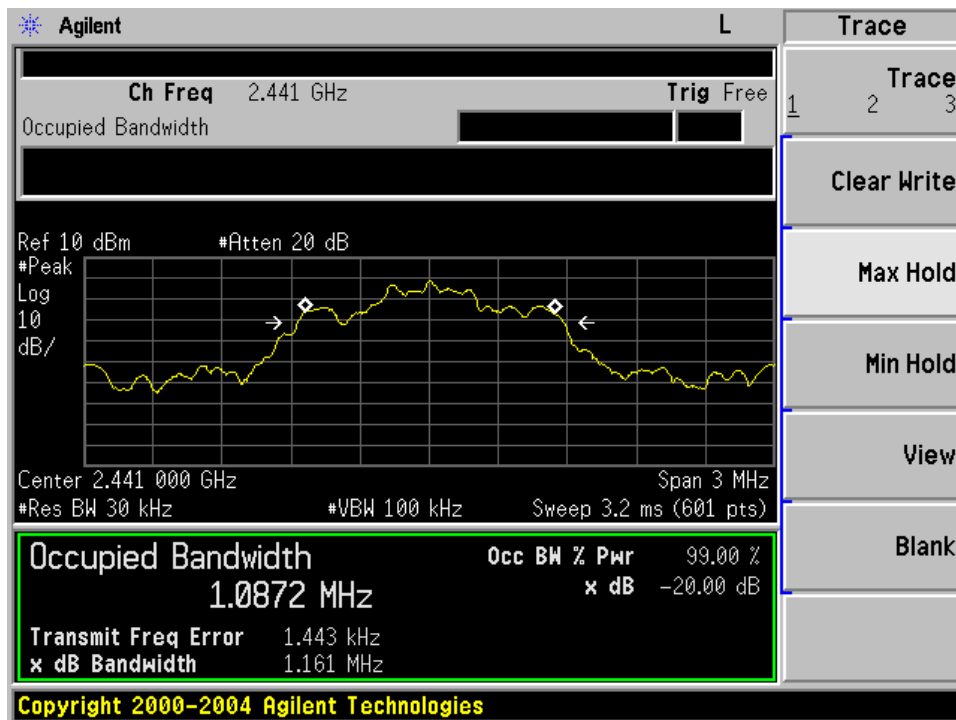 Agilent L Trace
Ch Freq 2.441 GHz Trig Free
Occupied Bandwidth
Trace
1 2 3
Clear Write
Ref 10 dBm #Atten 20 dB
#Peak
Log
10
dB/
Max Hold
Min Hold
View
Center 2.441 000 GHz Span 3 MHz
#Res BW 30 kHz #VBW 100 kHz Sweep 3.2 ms (601 pts)
Blank
Occupied Bandwidth Occ BW % Pwr 99.00 %
1.0872 MHz x dB -20.00 dB
Transmit Freq Error 1.443 kHz
x dB Bandwidth 1.161 MHz
Copyright 2000-2004 Agilent Technologies